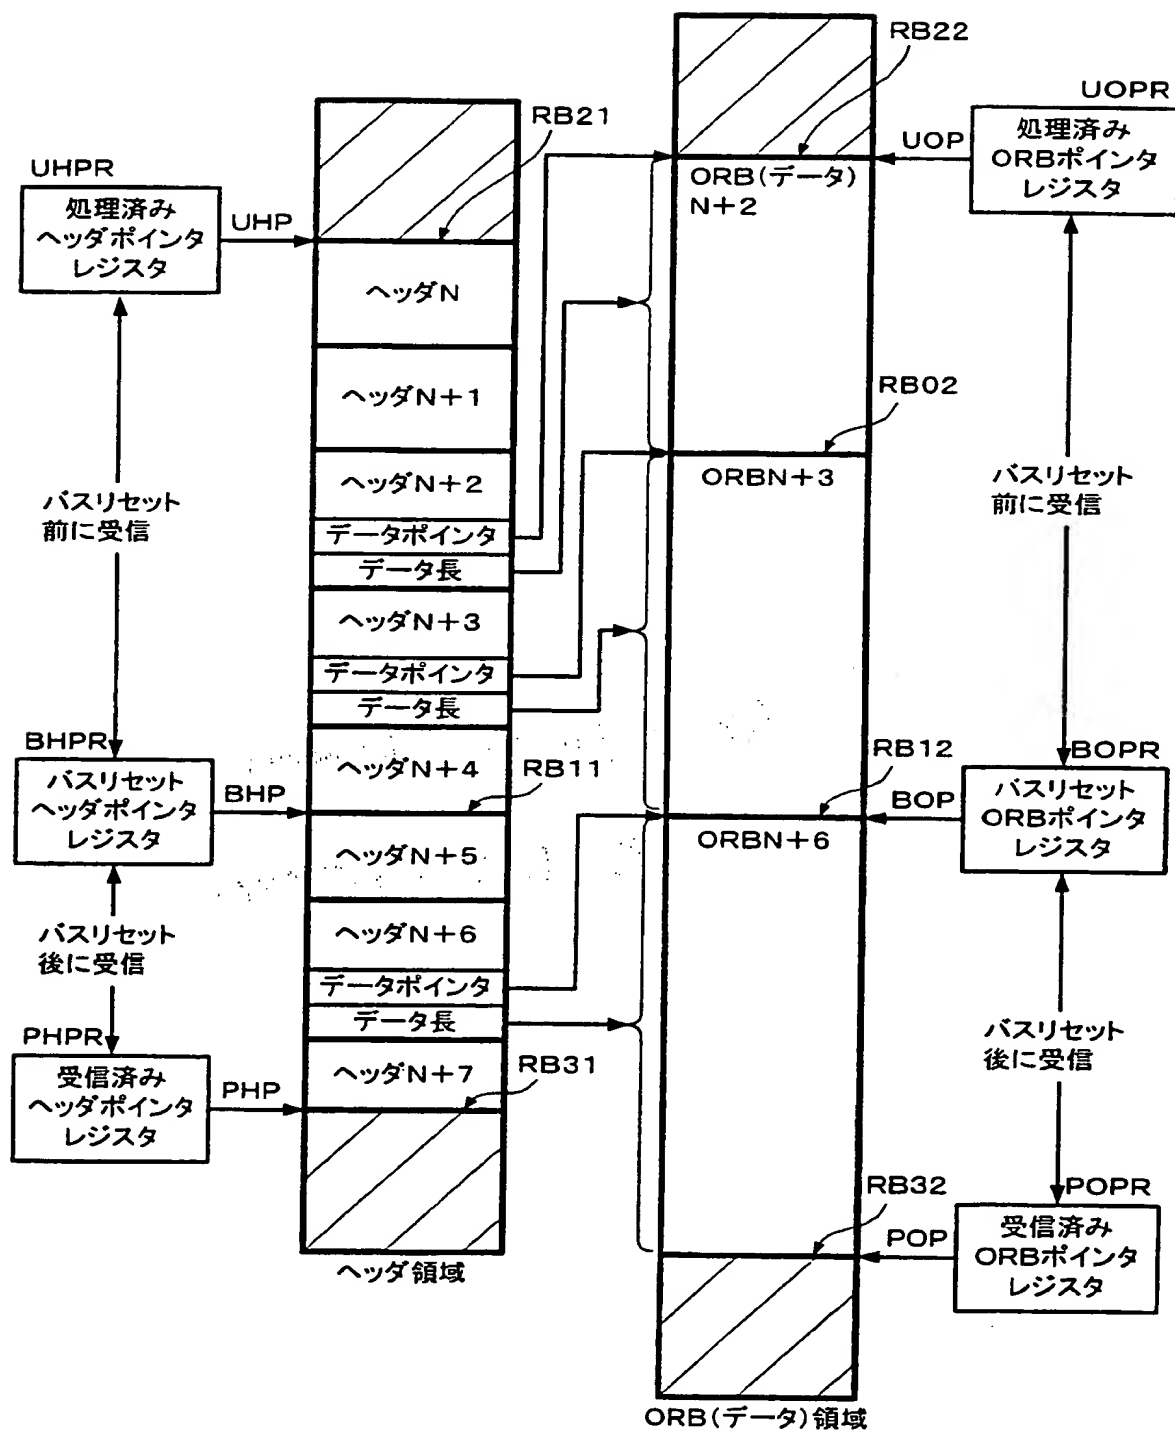 RB22
UOPR
処理済み
ORBポインタ
レジスタ
UOP
RB21
UHPR
処理済み
ヘッダポインタ
レジスタ
UHP
ORB(データ)
N+2
ヘッダN
ヘッダN+1
RB02
ヘッダN+2
データポインタ
データ長
ORBN+3
バスリセット
前に受信
バスリセット
前に受信
ヘッダN+3
データポインタ
データ長
BHPR
バスリセット
ヘッダポインタ
レジスタ
BHP
ヘッダN+4
RB11
RB12
BOPR
バスリセット
ORBポインタ
レジスタ
BOP
ORBN+6
ヘッダN+5
バスリセット
後に受信
ヘッダN+6
データポインタ
データ長
バスリセット
後に受信
PHPR
受信済み
ヘッダポインタ
レジスタ
PHP
ヘッダN+7
RB31
RB32
POPR
受信済み
ORBポインタ
レジスタ
POP
ヘッダ領域
ORB(データ)領域